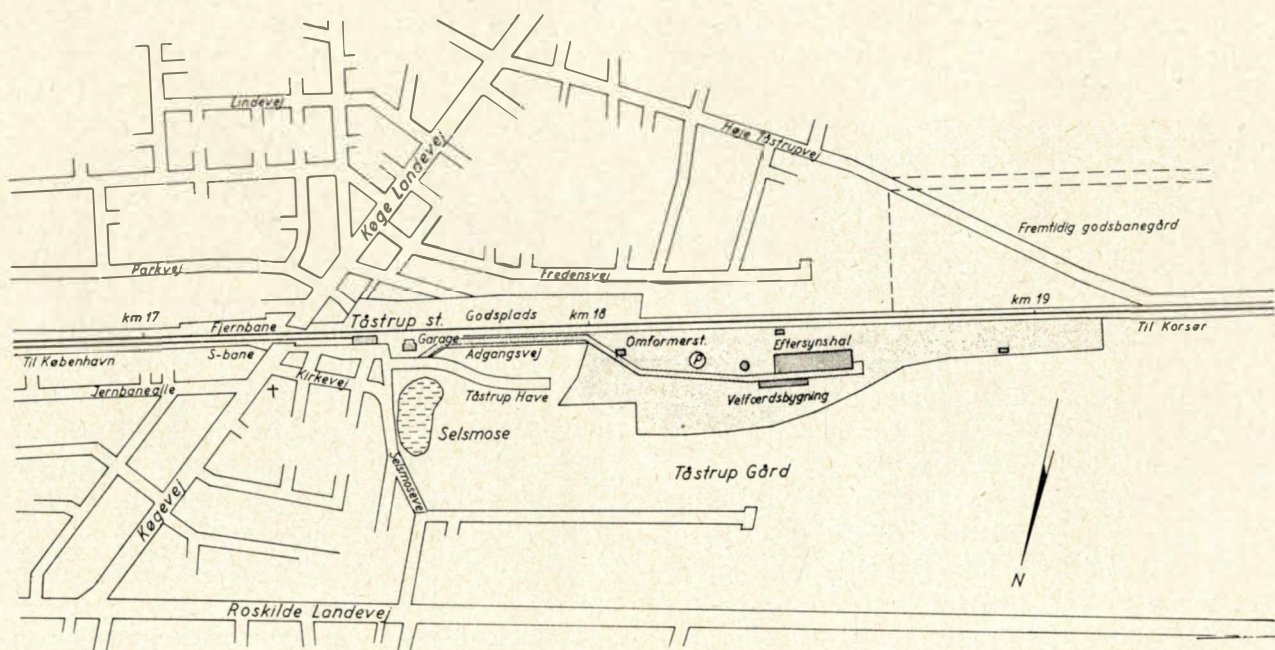 Lindevej
Køge Landevej
Høje Tåstrupvej
Fremtidig godsbanegård
Parkvej
Fredensvej
km 17
Fjernbane
Tåstrup st.
Godsplads
km 18
km 19
Til København
S-bane
Garage
Adgangsvej
Omformerst.
Eftersynshal
Til Korsør
P
Jernbanealle
Kirkevej
Tåstrup Have
Velfærdsbygning
Selsmose
Selsmosevej
Tåstrup Gård
Køgevej
N
Roskilde Landevej